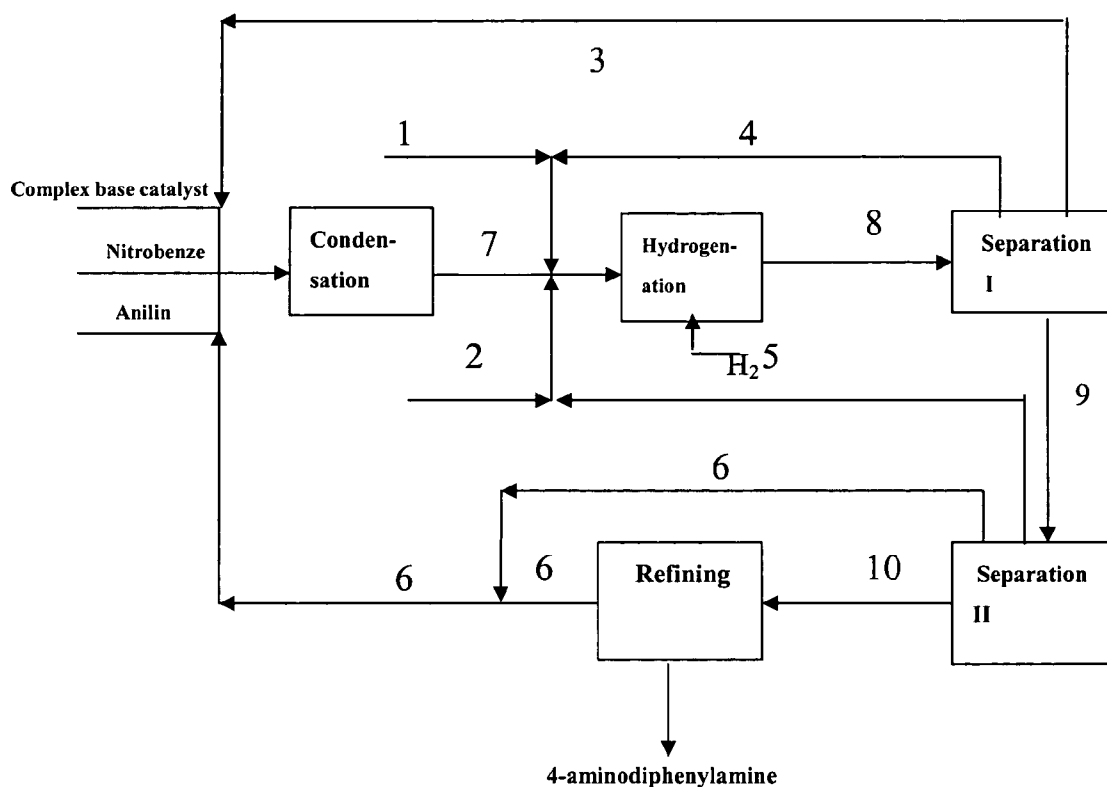 3
1
4
Complex base catalyst
Nitrobenze
Anilin
Conden-
sation
7
Hydrogen-
ation
8
Separation
I
H₂ 5
2
9
6
6
6
Refining
10
Separation
II
4-aminodiphenylamine